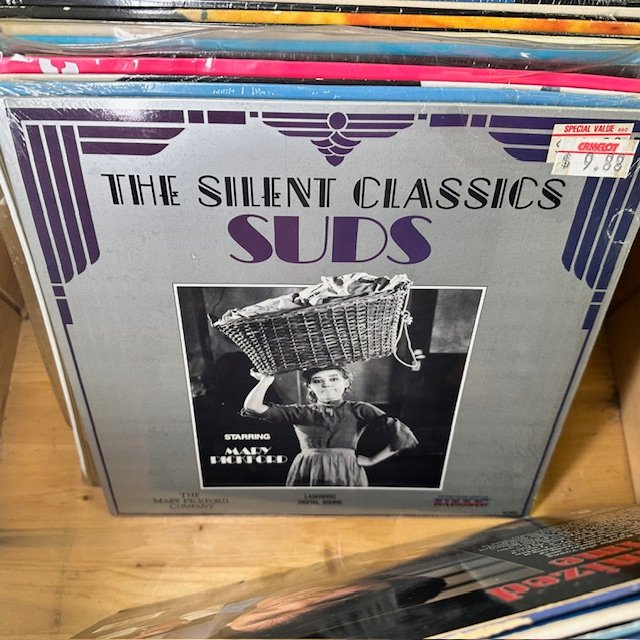 SPECIAL VALUE 660
CAMELOT
$ 9.88
THE SILENT CLASSICS
SUDS
STARRING
MARY
PICKFORD
THE
MARY PICKFORD
COMPANY
LASERDISC
DIGITAL SOUND